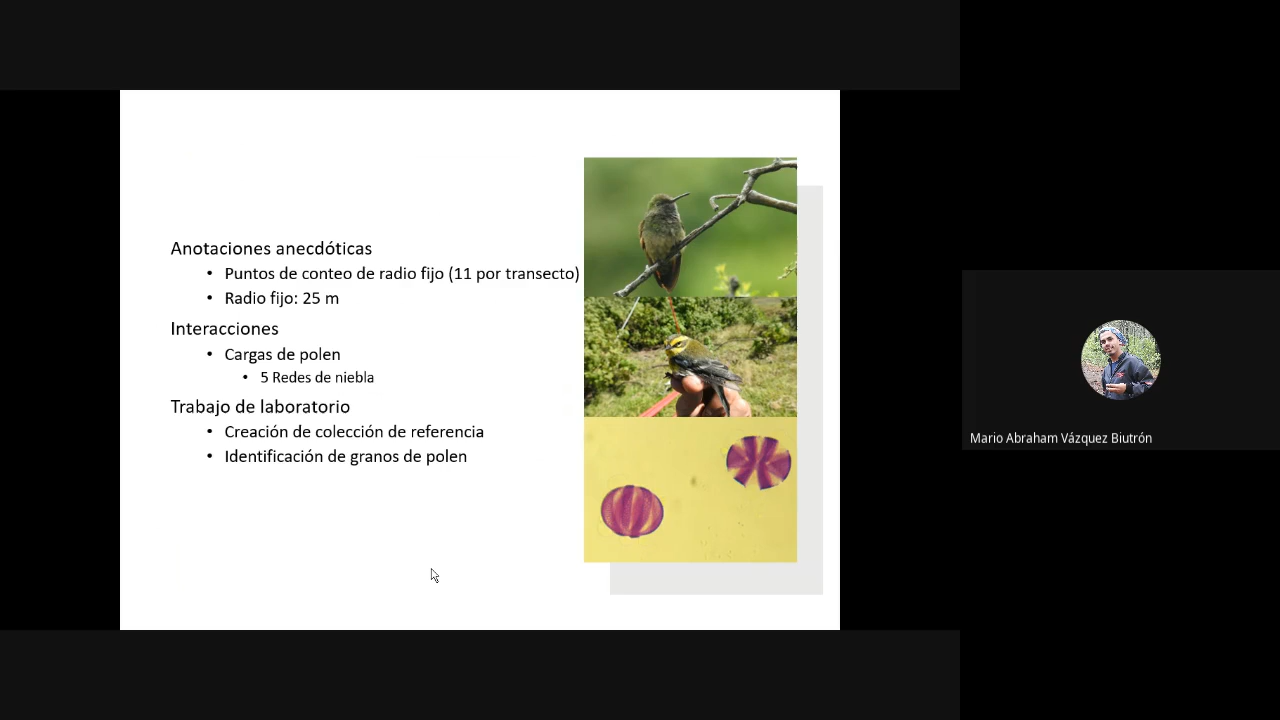 Anotaciones anecdóticas
• Puntos de conteo de radio fijo (11 por transecto)
• Radio fijo: 25 m
Interacciones
• Cargas de polen
• 5 Redes de niebla
Trabajo de laboratorio
• Creación de colección de referencia
• Identificación de granos de polen
Mario Abraham Vázquez Biutrón